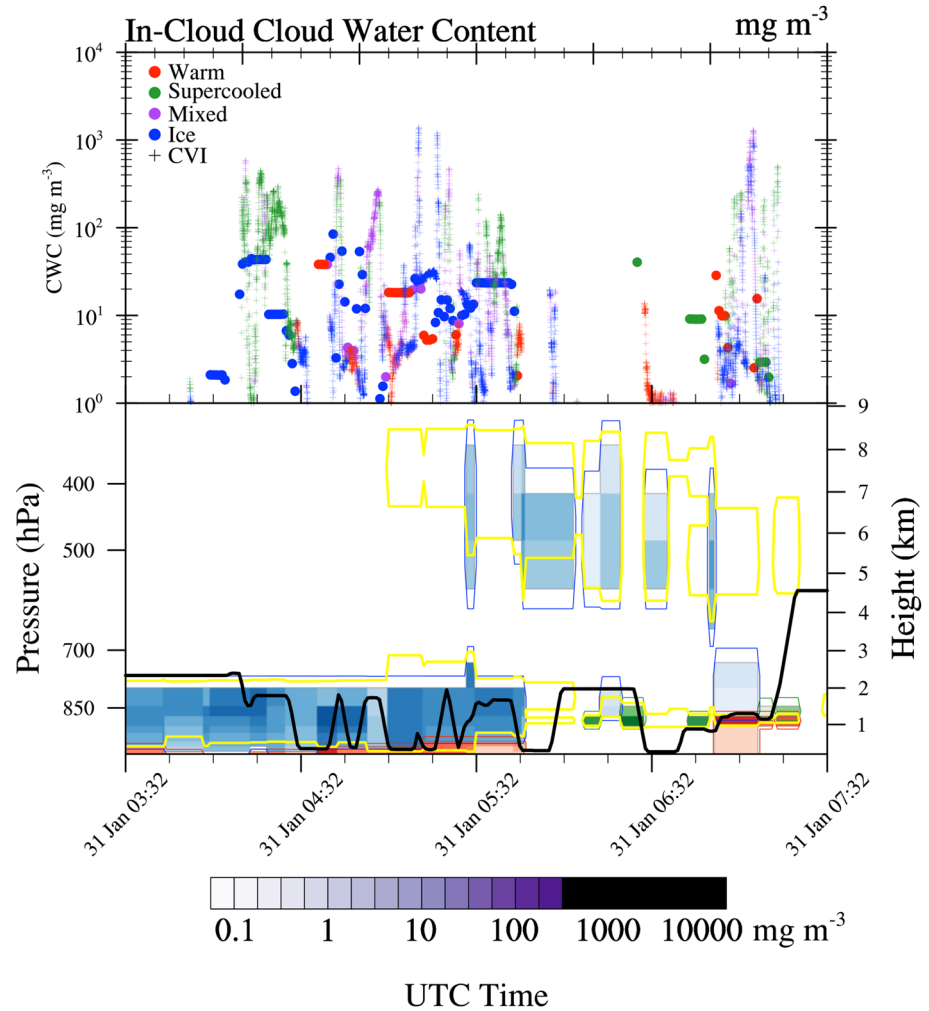 In-Cloud Cloud Water Content
mg m-3
10^4
10^3
10^2
10^1
10^0
CWC (mg m-3)
Warm
Supercooled
Mixed
Ice
+ CVI
Pressure (hPa)
400
500
700
850
9
8
7
6
5
4
3
2
1
Height (km)
31 Jan 03:32
31 Jan 04:32
31 Jan 05:32
31 Jan 06:32
31 Jan 07:32
0.1 1 10 100 1000 10000 mg m-3
UTC Time